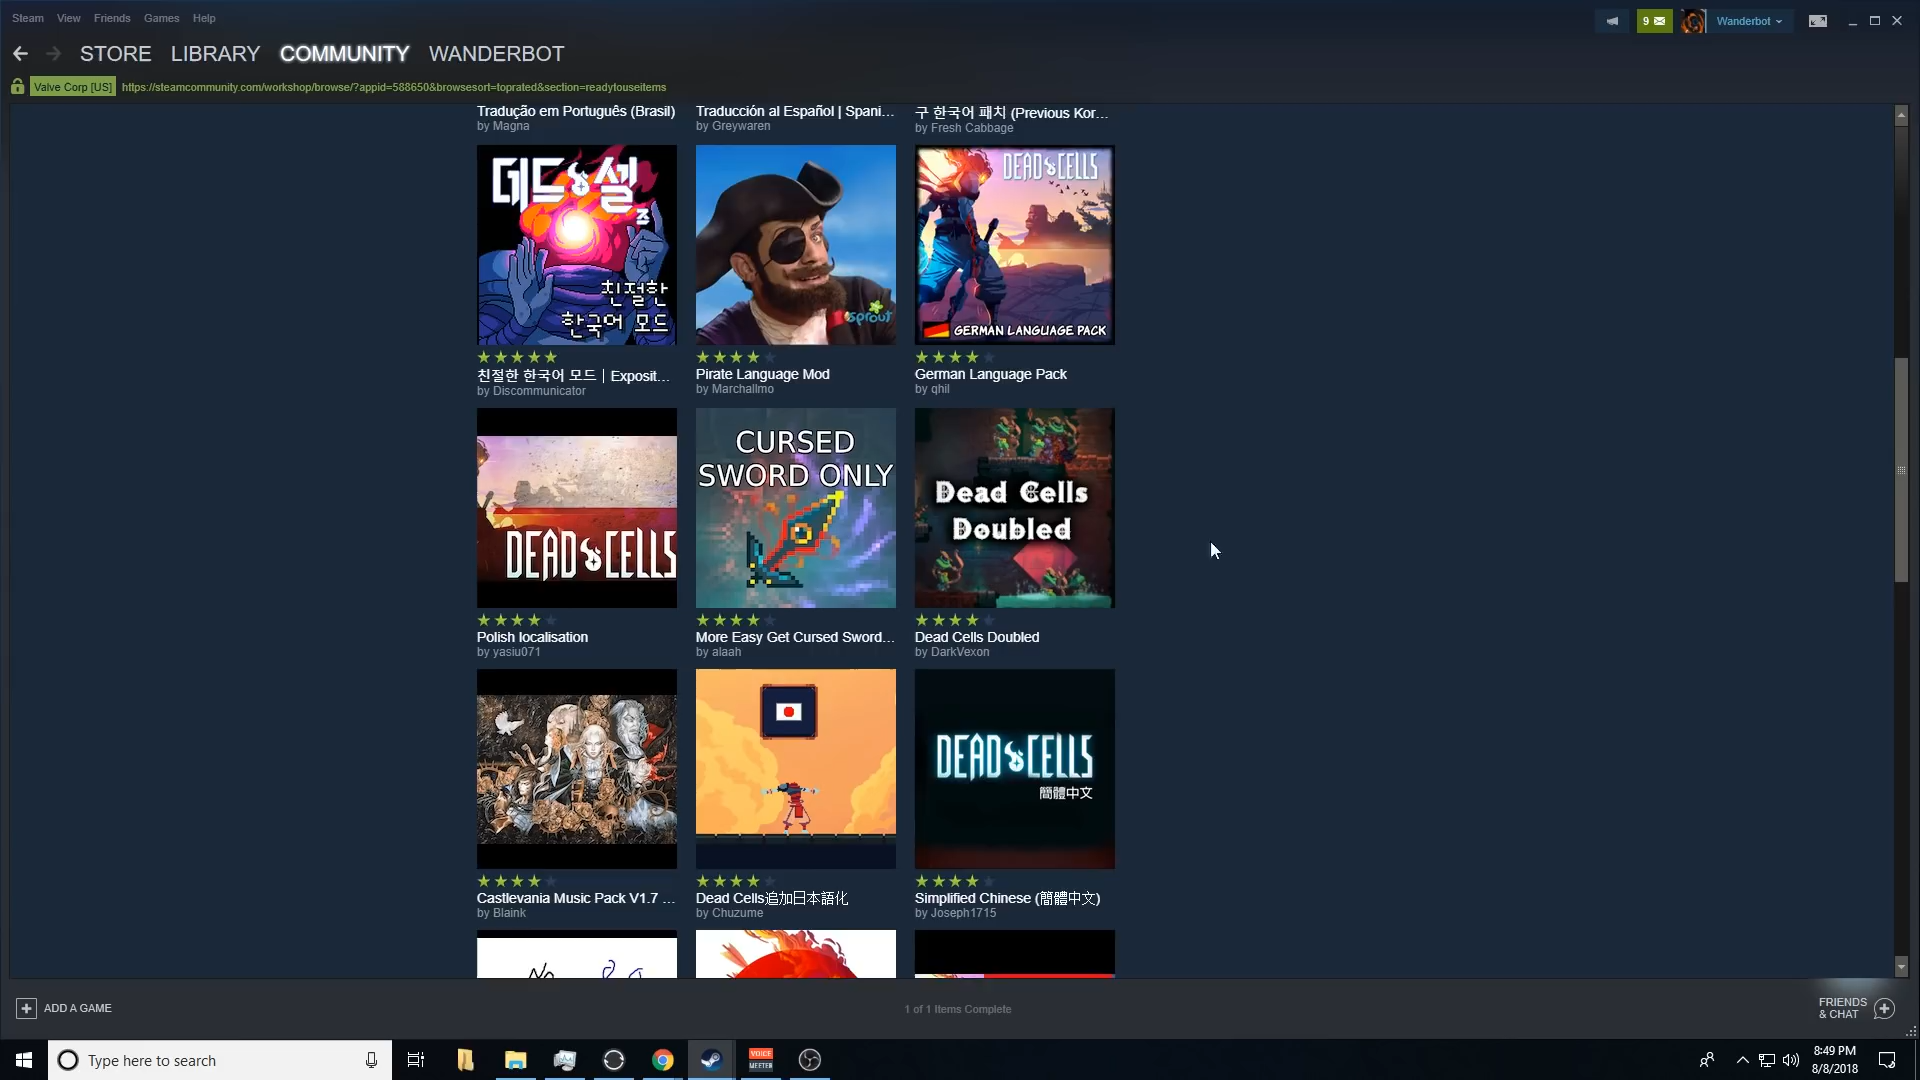 Steam View Friends Games Help
9
Wanderbot
STORE LIBRARY COMMUNITY WANDERBOT
Valve Corp [US] https://steamcommunity.com/workshop/browse/?appid=588650&browsesort=toprated&section=readytouseitems
Tradução em Português (Brasil)
by Magna
Traducción al Español | Spani...
by Greywaren
구 한국어 패치 (Previous Kor...
by Fresh Cabbage
데드 셀
즈
친절한
한국어 모드
친절한 한국어 모드 | Exposit...
by Discommunicator
sprout
Pirate Language Mod
by Marchallmo
DEAD CELLS
GERMAN LANGUAGE PACK
German Language Pack
by qhil
DEAD CELLS
Polish localisation
by yasiu071
CURSED
SWORD ONLY
More Easy Get Cursed Sword...
by alaah
Dead Cells
Doubled
Dead Cells Doubled
by DarkVexon
Castlevania Music Pack V1.7 ...
by Blaink
Dead Cells追加日本語化
by Chuzume
DEAD CELLS
簡體中文
Simplified Chinese (簡體中文)
by Joseph1715
ADD A GAME
1 of 1 Items Complete
FRIENDS
& CHAT
Type here to search
VOICE
MEETER
8:49 PM
8/8/2018